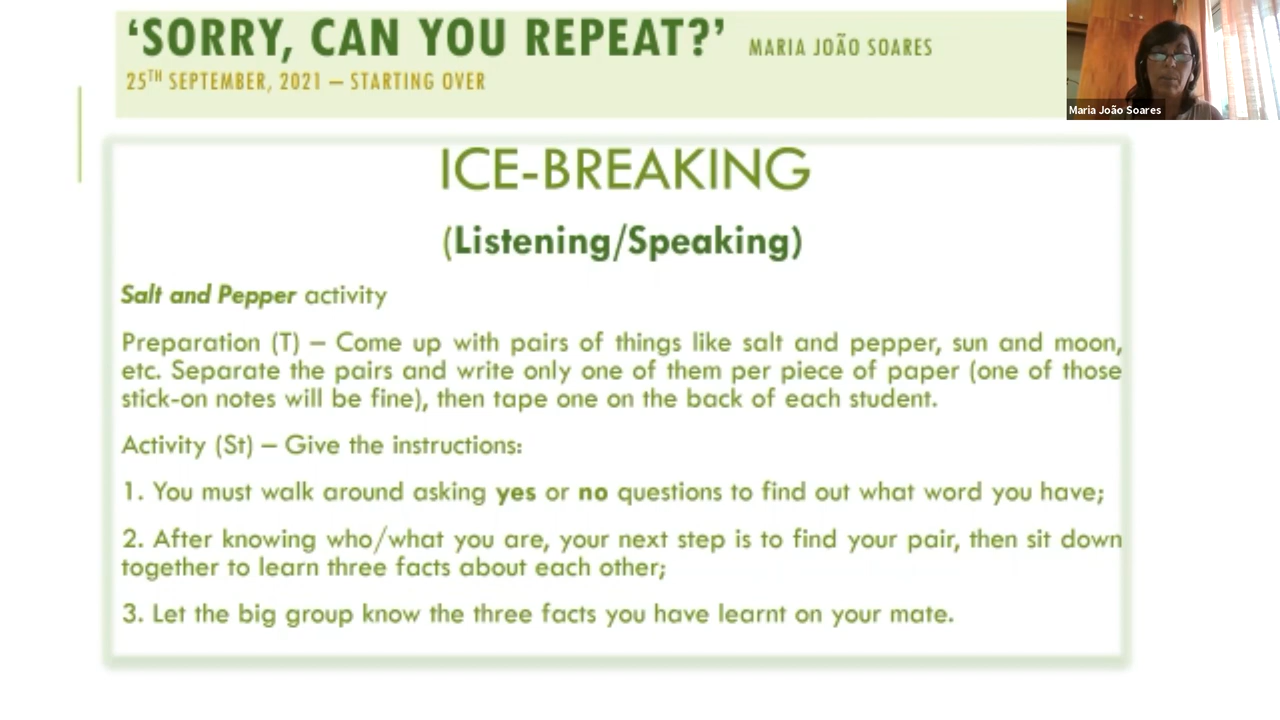 ‘SORRY, CAN YOU REPEAT?’ MARIA JOÃO SOARES
25TH SEPTEMBER, 2021 – STARTING OVER
Maria João Soares
ICE-BREAKING
(Listening/Speaking)
Salt and Pepper activity
Preparation (T) – Come up with pairs of things like salt and pepper, sun and moon,
etc. Separate the pairs and write only one of them per piece of paper (one of those
stick-on notes will be fine), then tape one on the back of each student.
Activity (St) – Give the instructions:
1. You must walk around asking yes or no questions to find out what word you have;
2. After knowing who/what you are, your next step is to find your pair, then sit down
together to learn three facts about each other;
3. Let the big group know the three facts you have learnt on your mate.